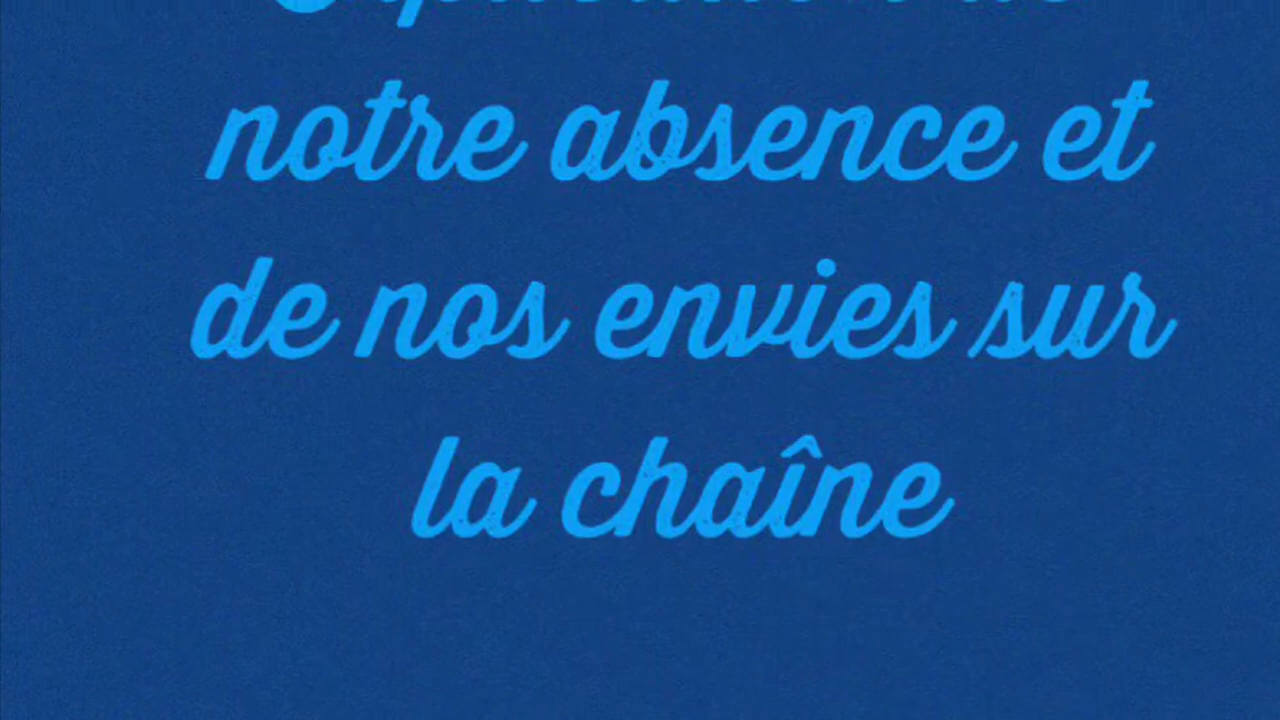 notre absence et
de nos envies sur
la chaîne